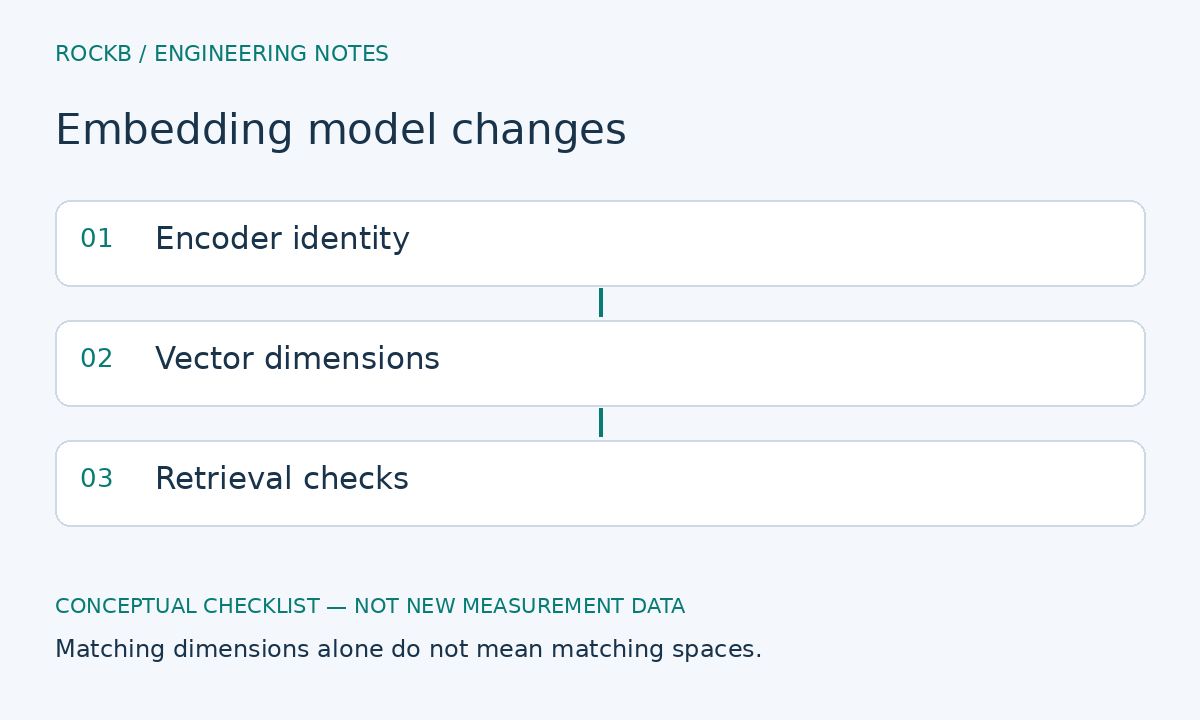 ROCKB / ENGINEERING NOTES
Embedding model changes
01 Encoder identity
02 Vector dimensions
03 Retrieval checks
CONCEPTUAL CHECKLIST — NOT NEW MEASUREMENT DATA
Matching dimensions alone do not mean matching spaces.